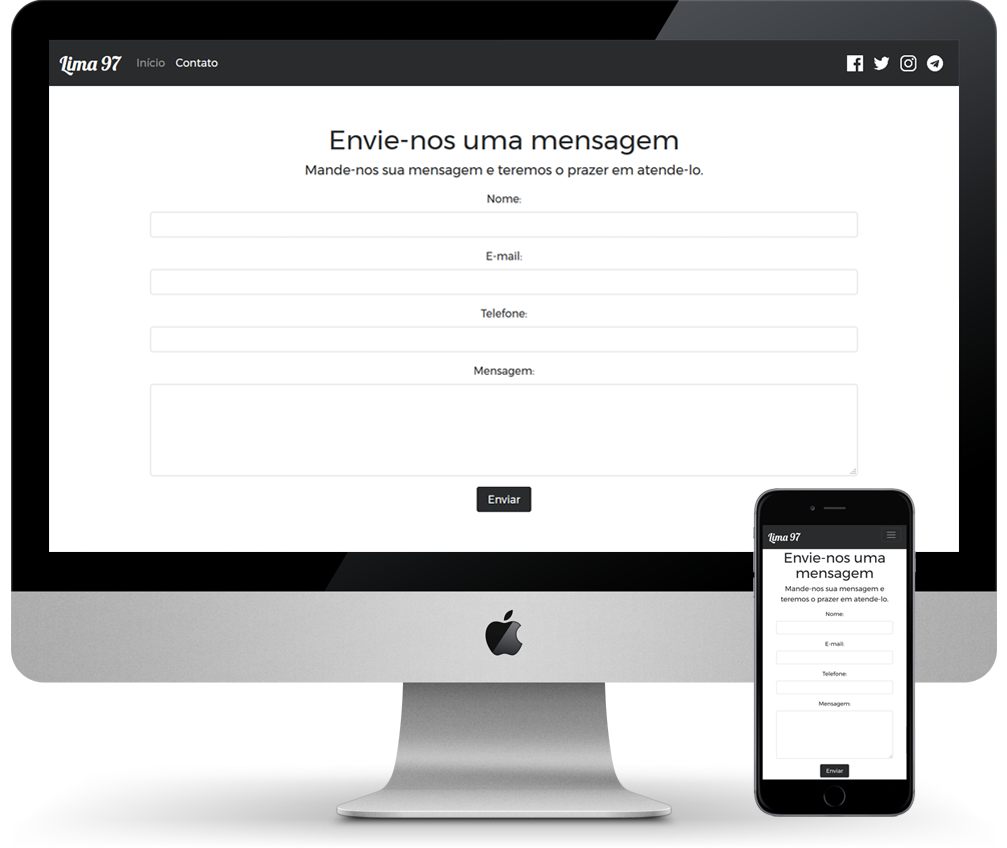 Lima 97 Início Contato
Envie-nos uma mensagem
Mande-nos sua mensagem e teremos o prazer em atende-lo.
Nome:
E-mail:
Telefone:
Mensagem:
Enviar
Lima 97
Envie-nos uma
mensagem
Mande-nos sua mensagem e
teremos o prazer em atende-lo.
Nome:
E-mail:
Telefone:
Mensagem:
Enviar